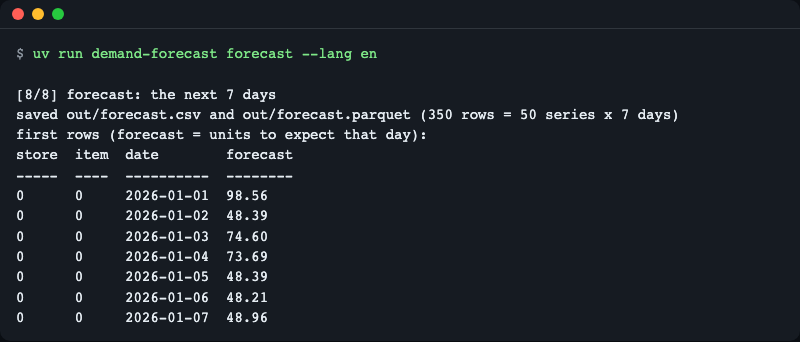 $ uv run demand-forecast forecast --lang en
[8/8] forecast: the next 7 days
saved out/forecast.csv and out/forecast.parquet (350 rows = 50 series x 7 days)
first rows (forecast = units to expect that day):
store  item  date        forecast
-----  ----  ----------  --------
0      0     2026-01-01  98.56
0      0     2026-01-02  48.39
0      0     2026-01-03  74.60
0      0     2026-01-04  73.69
0      0     2026-01-05  48.39
0      0     2026-01-06  48.21
0      0     2026-01-07  48.96